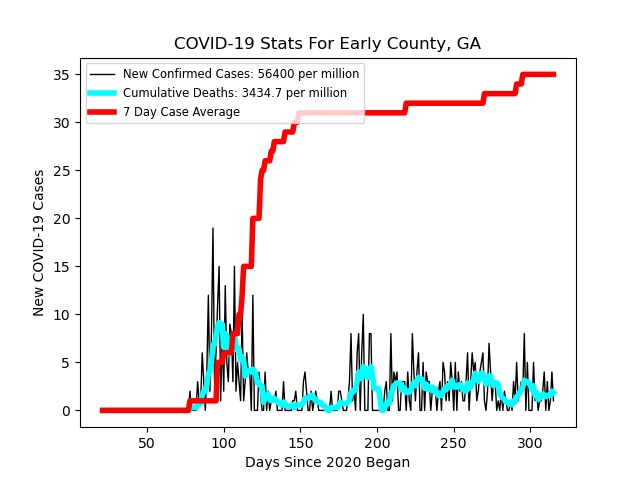 COVID-19 Stats For Early County, GA
New Confirmed Cases: 56400 per million
Cumulative Deaths: 3434.7 per million
7 Day Case Average
New COVID-19 Cases
35
30
25
20
15
10
5
0
50 100 150 200 250 300
Days Since 2020 Began